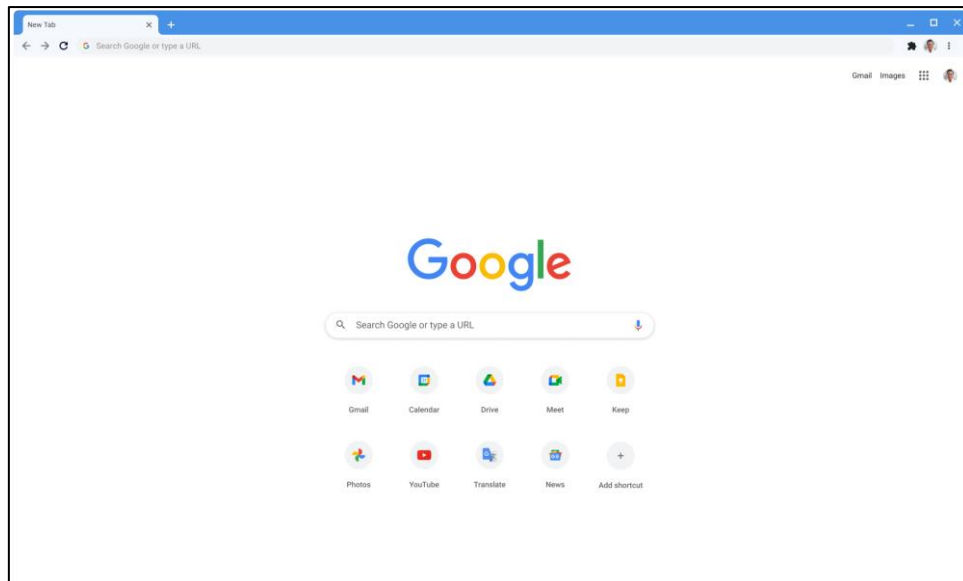 New Tab
Search Google or type a URL
Gmail Images
Google
Search Google or type a URL
Gmail Calendar Drive Meet Keep
Photos YouTube Translate News Add shortcut